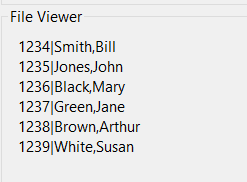 File Viewer
1234|Smith,Bill
1235|Jones,John
1236|Black,Mary
1237|Green,Jane
1238|Brown,Arthur
1239|White,Susan